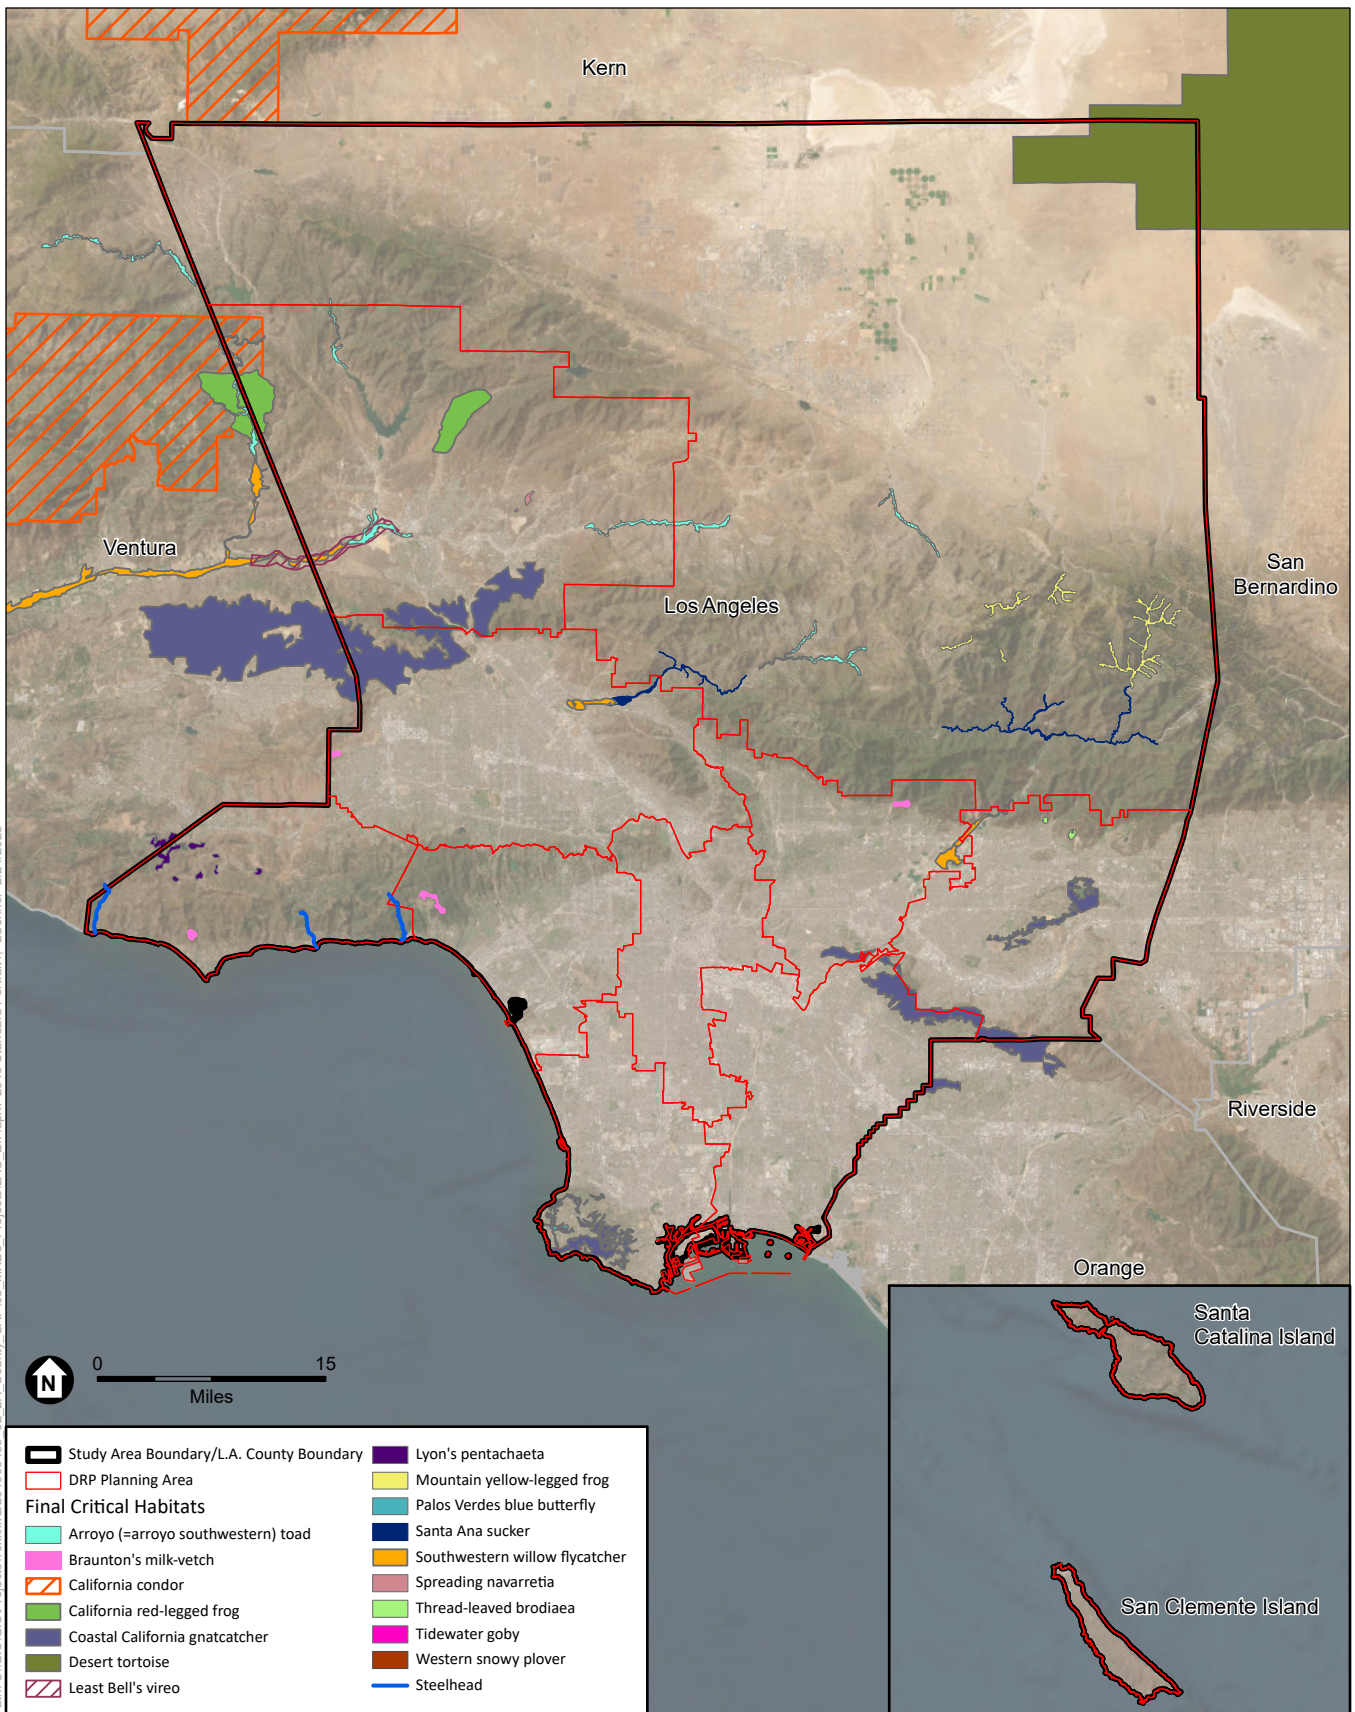 Kern
Ventura
Los Angeles
San
Bernardino
Riverside
Orange
Santa
Catalina Island
San Clemente Island
N
0 15
Miles
Study Area Boundary/L.A. County Boundary
DRP Planning Area
Final Critical Habitats
Arroyo (=arroyo southwestern) toad
Braunton's milk-vetch
California condor
California red-legged frog
Coastal California gnatcatcher
Desert tortoise
Least Bell's vireo
Lyon's pentachaeta
Mountain yellow-legged frog
Palos Verdes blue butterfly
Santa Ana sucker
Southwestern willow flycatcher
Spreading navarretia
Thread-leaved brodiaea
Tidewater goby
Western snowy plover
Steelhead